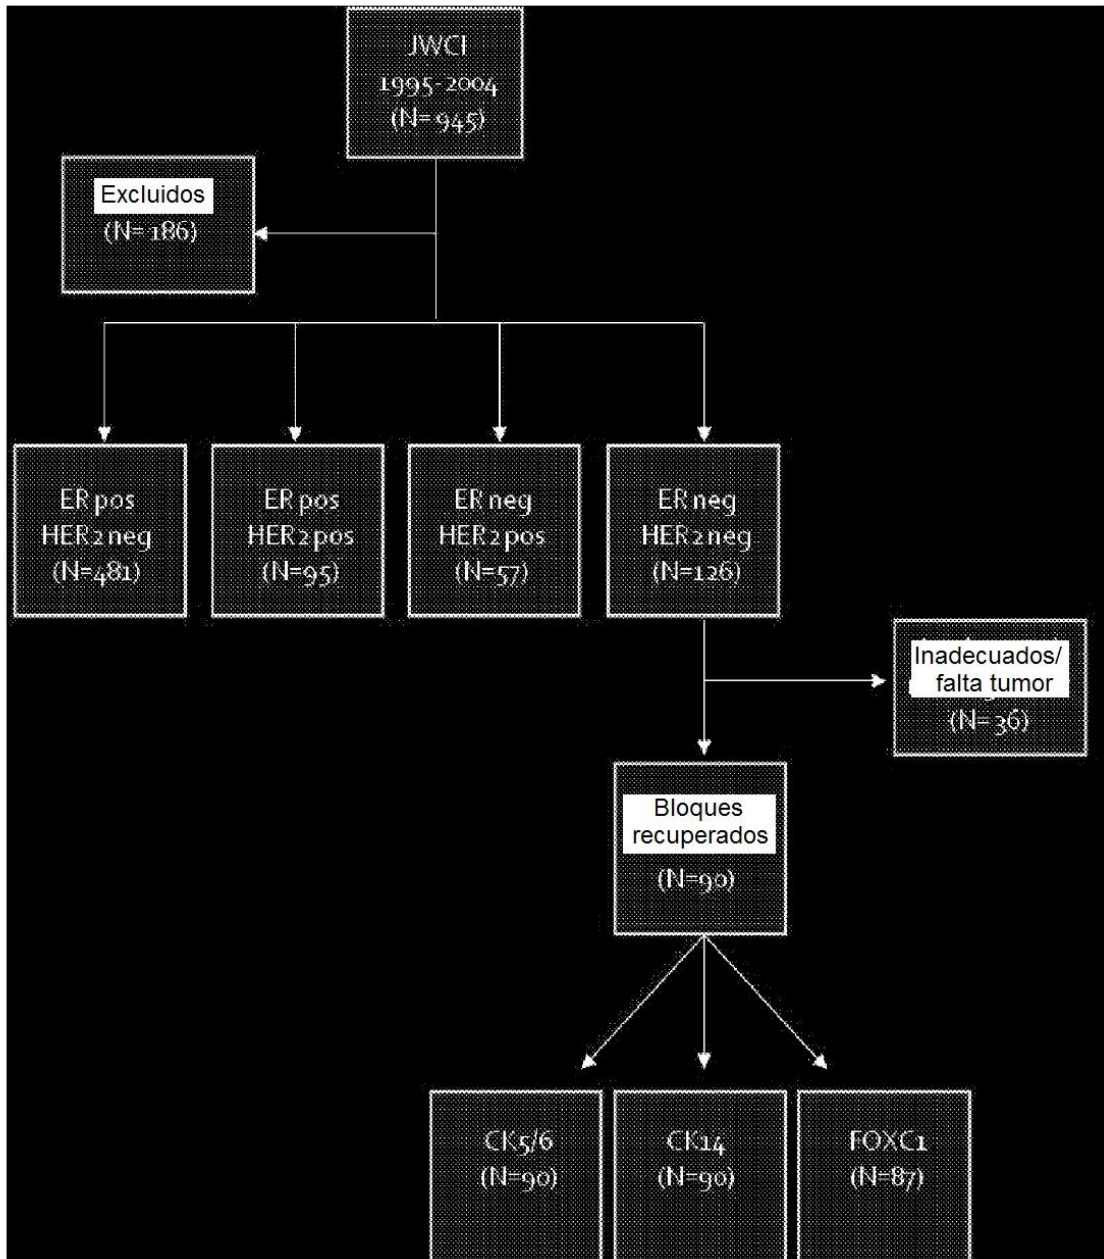 JWCI
1995-2004
(N= 945)
Excluidos
(N= 186)
ER pos
HER2 neg
(N=481)
ER pos
HER2 pos
(N=95)
ER neg
HER2 pos
(N=57)
ER neg
HER2 neg
(N=126)
Inadecuados/
falta tumor
(N= 36)
Bloques
recuperados
(N=90)
CK5/6
(N=90)
CK14
(N=90)
FOXC1
(N=87)